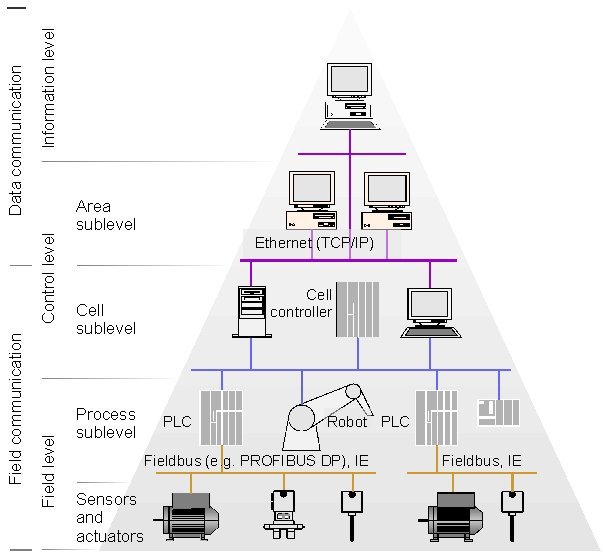 Data communication
Field communication
Information level
Control level
Field level
Area
sublevel
Cell
sublevel
Process
sublevel
Sensors
and
actuators
Ethernet (TCP/IP)
Cell
controller
PLC
Robot
PLC
Fieldbus (e.g. PROFIBUS DP), IE
Fieldbus, IE